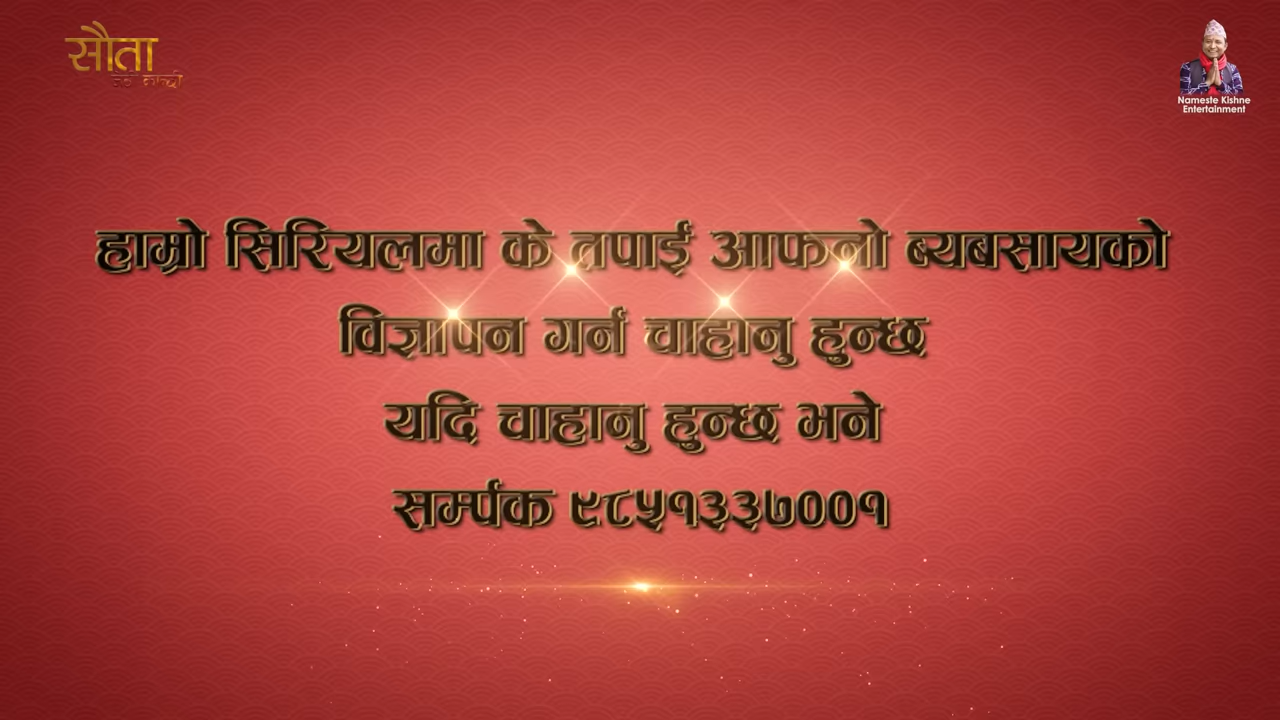 सौता
Nameste Kishne
Entertainment
हाम्रो सिरियलमा के तपाई आफनो ब्यबसायको
विज्ञापन गर्न चाहानु हुन्छ
यदि चाहानु हुन्छ भने
सर्म्पक ९८५१३३७००१